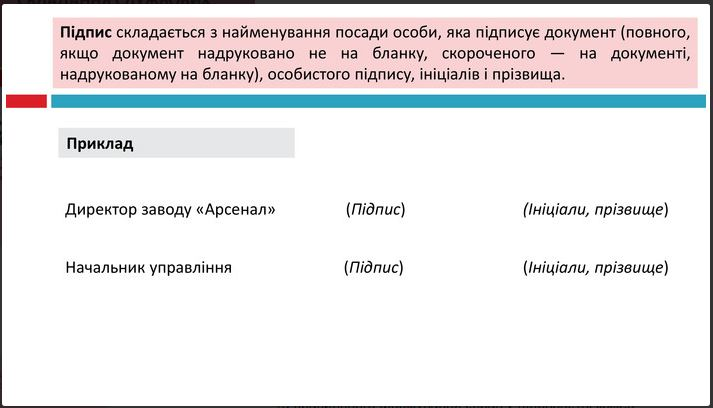 Підпис складається з найменування посади особи, яка підписує документ (повного,
якщо документ надруковано не на бланку, скороченого — на документі,
надрукованому на бланку), особистого підпису, ініціалів і прізвища.
Приклад
Директор заводу «Арсенал» (Підпис) (Ініціали, прізвище)
Начальник управління (Підпис) (Ініціали, прізвище)